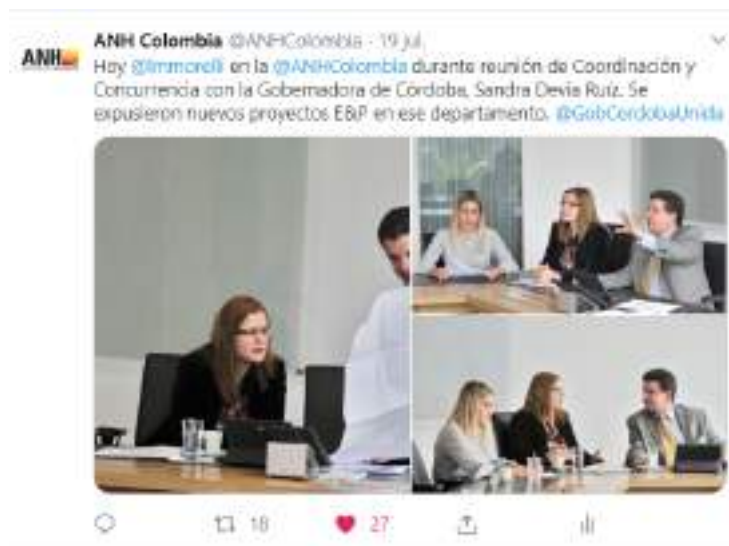 ANH
ANH Colombia @ANHColombia · 19 jul.
Hoy @lmmorelli en la @ANHColombia durante reunión de Coordinación y
Concurrencia con la Gobernadora de Córdoba, Sandra Devia Ruiz. Se
expusieron nuevos proyectos E&P en ese departamento. @GobCordobaUnida
18
27